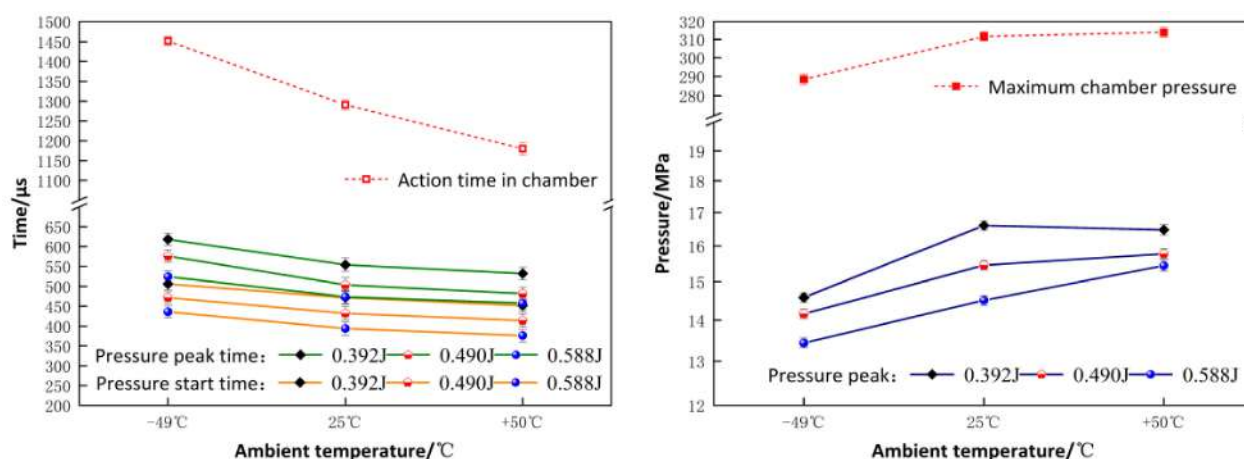 1500
1450
1400
1350
1300
1250
1200
1150
1100
650
600
550
500
450
400
350
300
250
200
Time/μs
Action time in chamber
Pressure peak time: 0.392J 0.490J 0.588J
Pressure start time: 0.392J 0.490J 0.588J
-49℃ 25℃ +50℃
Ambient temperature/℃
320
310
300
290
280
19
18
17
16
15
14
13
12
Pressure/MPa
Maximum chamber pressure
Pressure peak: 0.392J 0.490J 0.588J
-49℃ 25℃ +50℃
Ambient temperature/℃